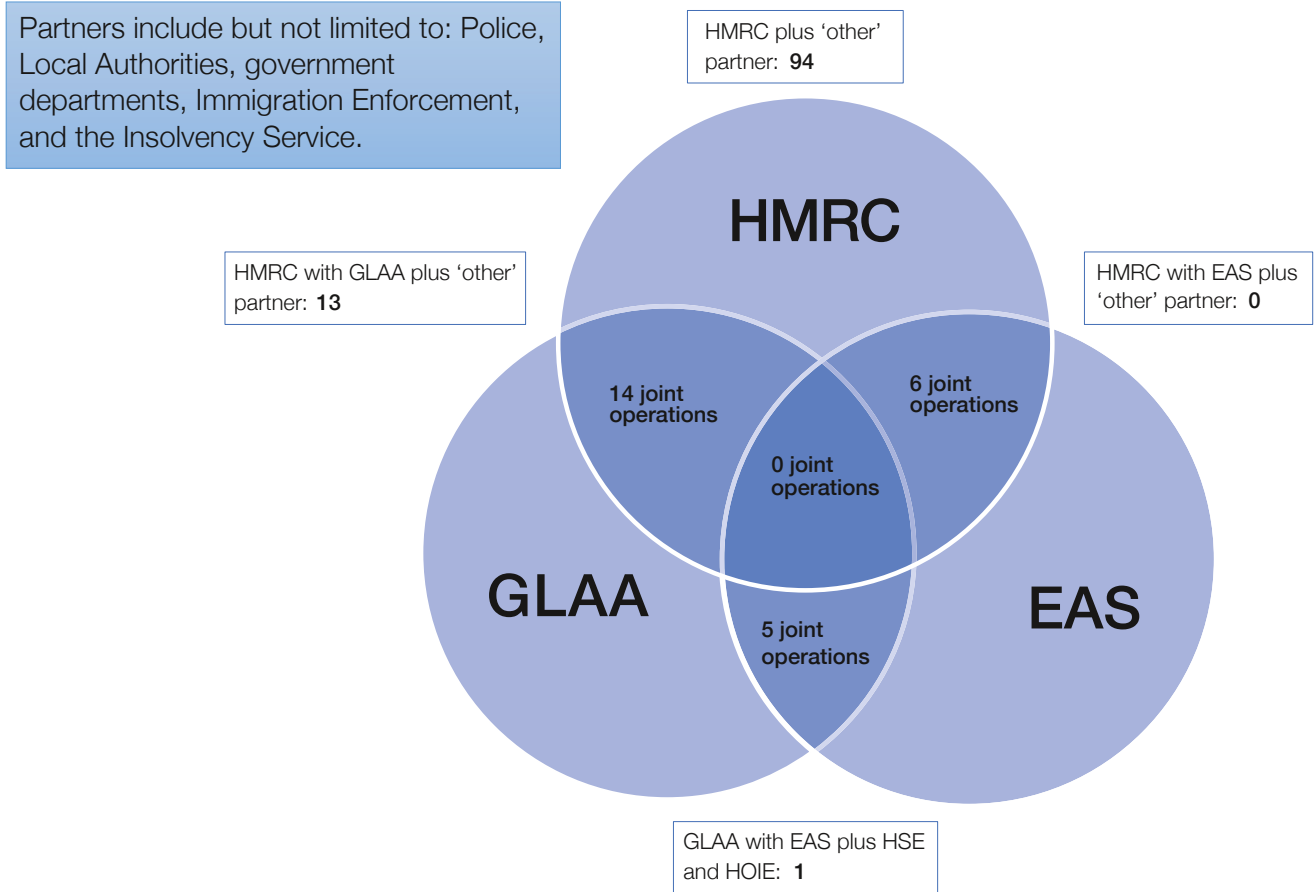 Partners include but not limited to: Police,
Local Authorities, government
departments, Immigration Enforcement,
and the Insolvency Service.
HMRC plus ‘other’
partner: 94
HMRC
HMRC with GLAA plus ‘other’
partner: 13
HMRC with EAS plus
‘other’ partner: 0
14 joint
operations
6 joint
operations
0 joint
operations
GLAA
EAS
5 joint
operations
GLAA with EAS plus HSE
and HOIE: 1